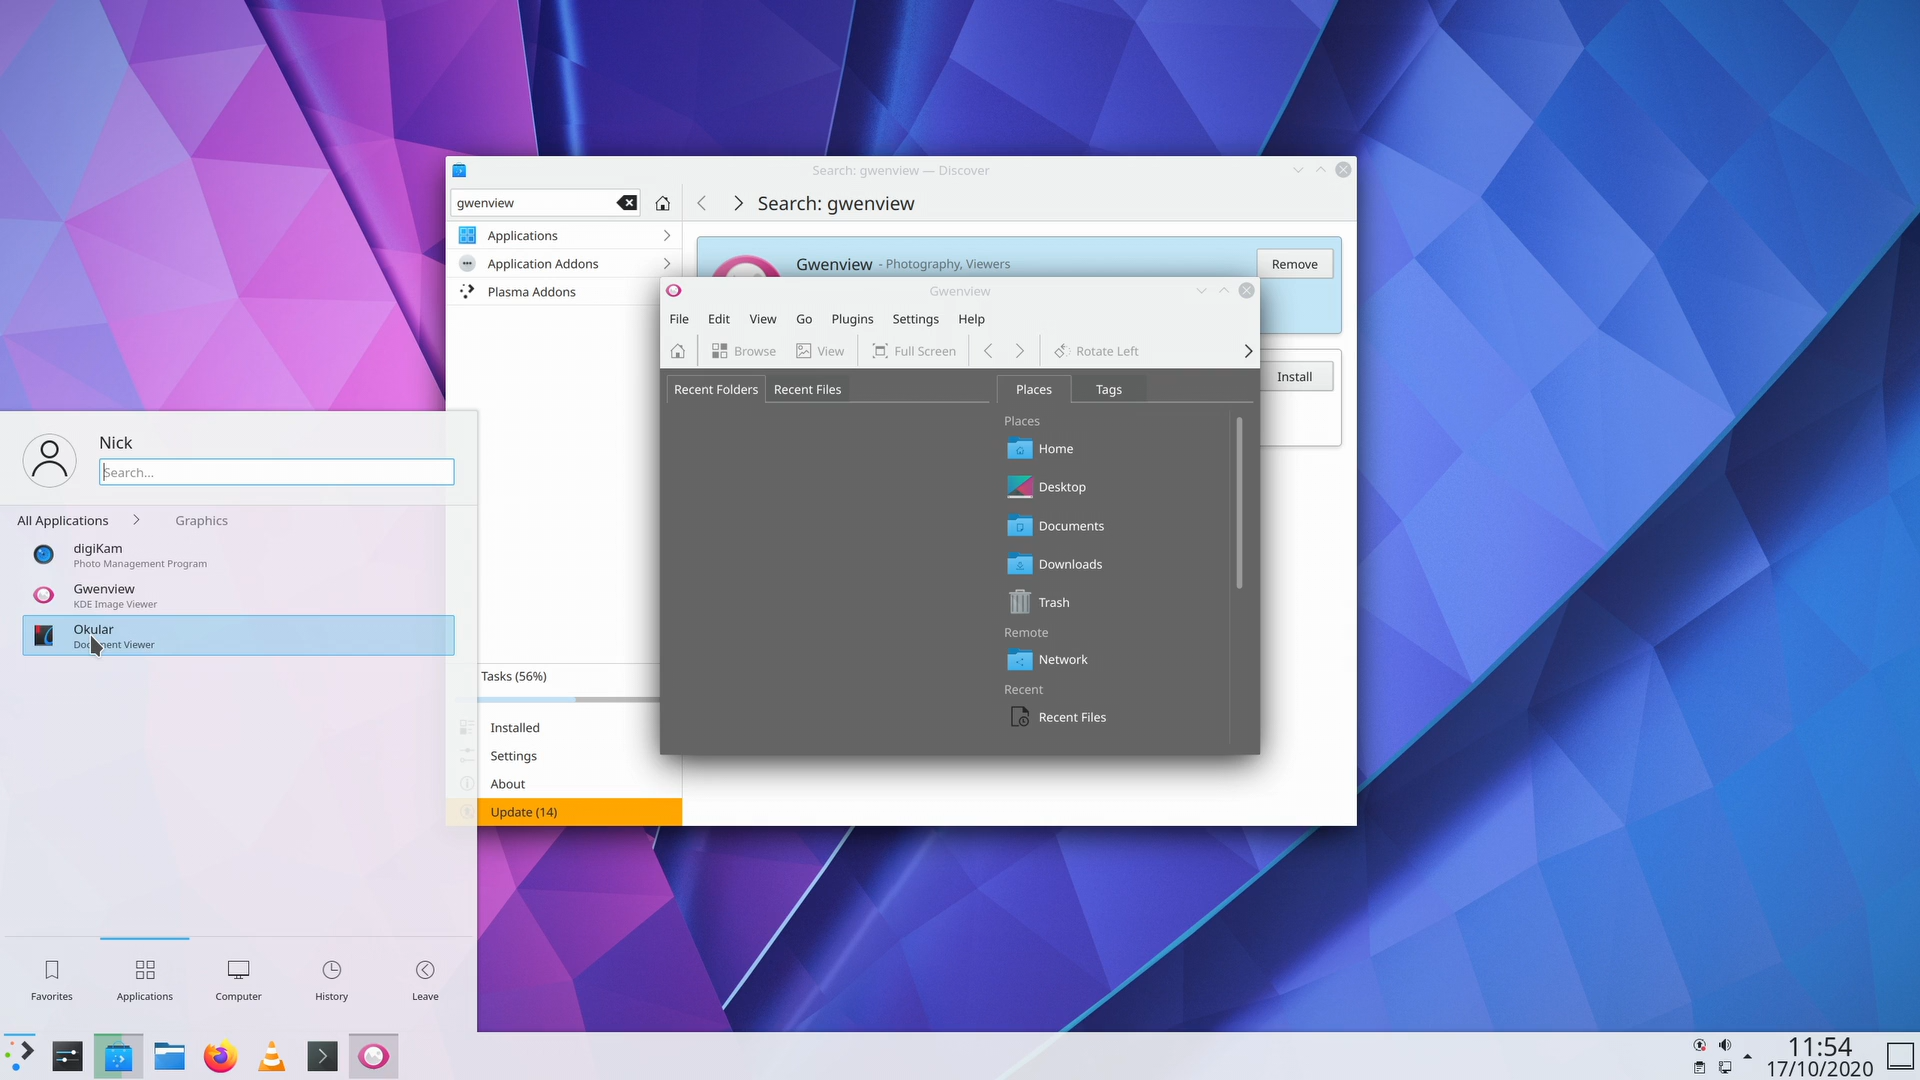 Search: gwenview — Discover
gwenview
Search: gwenview
Applications
Application Addons
Plasma Addons
Gwenview - Photography, Viewers
Remove
Install
Gwenview
File Edit View Go Plugins Settings Help
Browse View Full Screen Rotate Left
Recent Folders Recent Files
Places Tags
Places
Home
Desktop
Documents
Downloads
Trash
Remote
Network
Recent
Recent Files
Nick
Search...
All Applications Graphics
digiKam
Photo Management Program
Gwenview
KDE Image Viewer
Okular
Viewer
Tasks (56%)
Installed
Settings
About
Update (14)
Favorites Applications Computer History Leave
11:54
17/10/2020